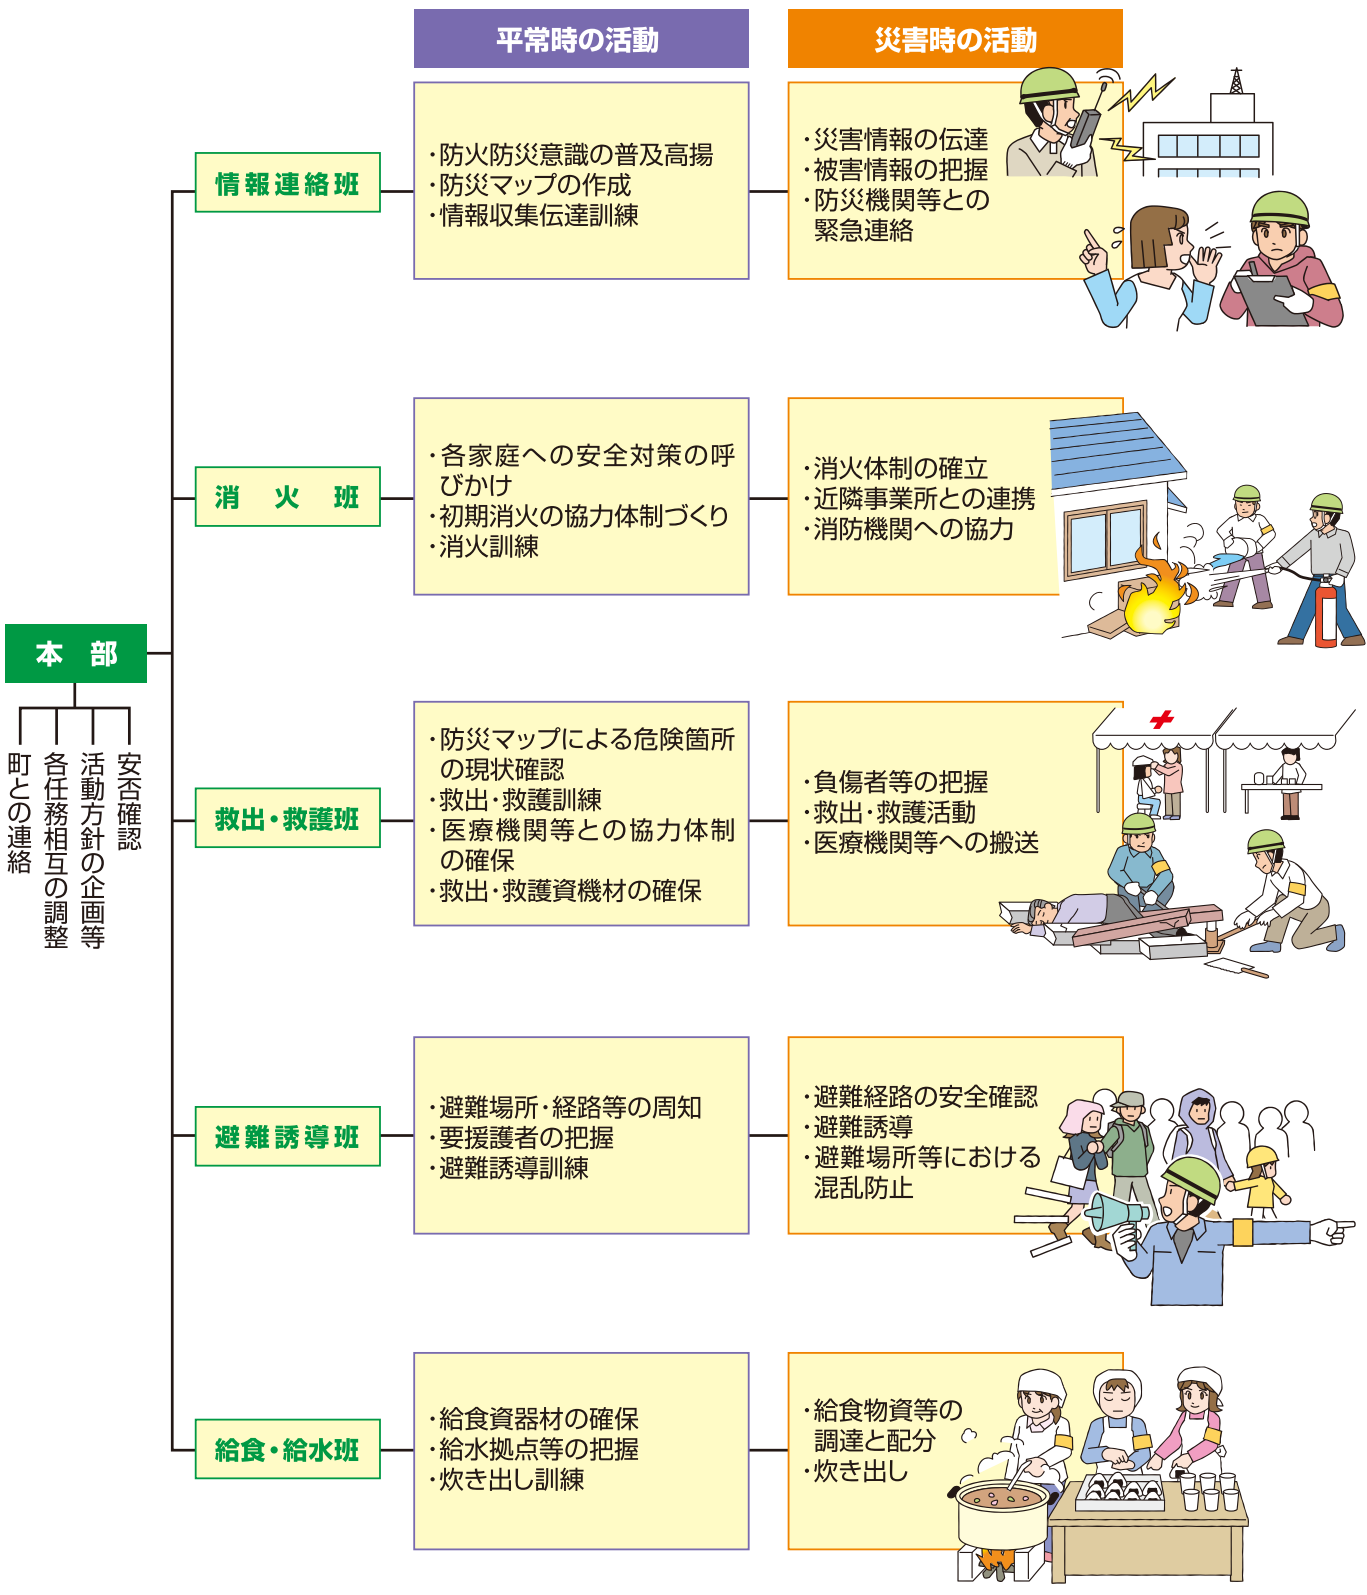 平常時の活動
災害時の活動
情報連絡班
・防火防災意識の普及高揚
・防災マップの作成
・情報収集伝達訓練
・災害情報の伝達
・被害情報の把握
・防災機関等との
緊急連絡
消火班
・各家庭への安全対策の呼
びかけ
・初期消火の協力体制づくり
・消火訓練
・消火体制の確立
・近隣事業所との連携
・消防機関への協力
本部
安否確認
活動方針の企画等
各任務相互の調整
町との連絡
救出・救護班
・防災マップによる危険箇所
の現状確認
・救出・救護訓練
・医療機関等との協力体制
の確保
・救出・救護資機材の確保
・負傷者等の把握
・救出・救護活動
・医療機関等への搬送
避難誘導班
・避難場所・経路等の周知
・要援護者の把握
・避難誘導訓練
・避難経路の安全確認
・避難誘導
・避難場所等における
混乱防止
給食・給水班
・給食資器材の確保
・給水拠点等の把握
・炊き出し訓練
・給食物資等の
調達と配分
・炊き出し